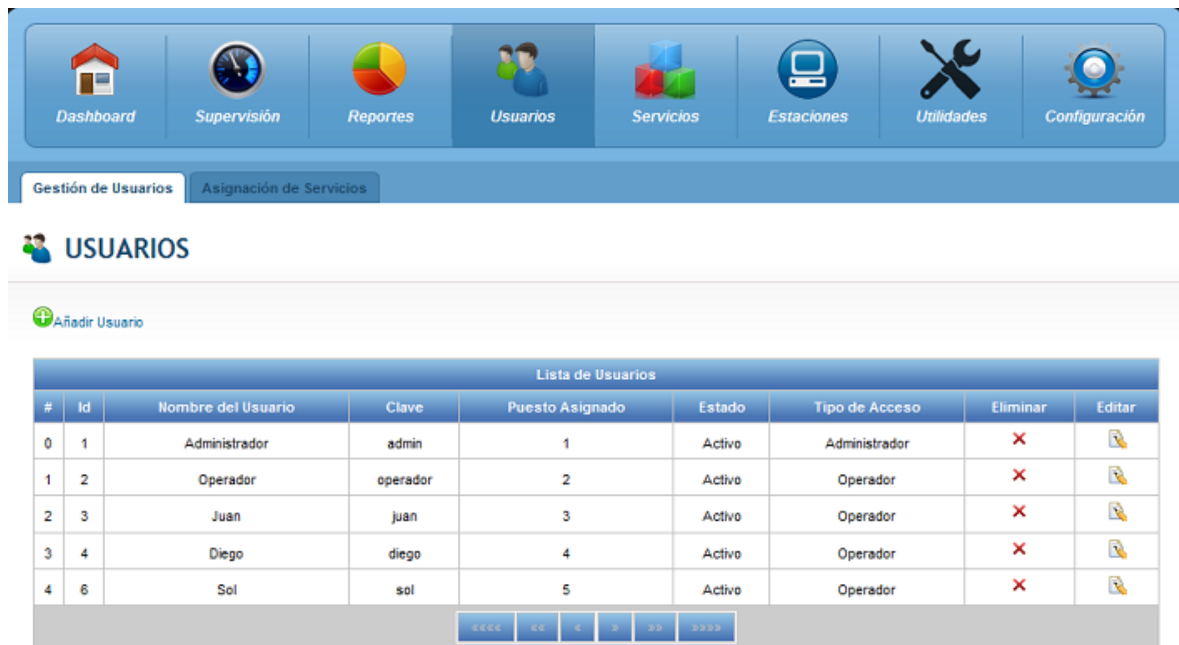 Dashboard Supervisión Reportes Usuarios Servicios Estaciones Utilidades Configuración
Gestión de Usuarios Asignación de Servicios
USUARIOS
Añadir Usuario
Lista de Usuarios
# Id Nombre del Usuario Clave Puesto Asignado Estado Tipo de Acceso Eliminar Editar
0 1 Administrador admin 1 Activo Administrador
1 2 Operador operador 2 Activo Operador
2 3 Juan juan 3 Activo Operador
3 4 Diego diego 4 Activo Operador
4 6 Sol sol 5 Activo Operador
«««« «« « » »» »»»»